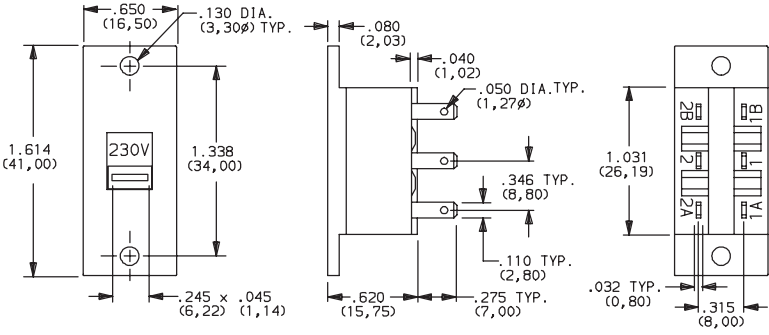 .650
(16,50)
.130 DIA.
(3,30ø) TYP.
1.614
(41,00)
230V
1.338
(34,00)
.245 × .045
(6,22) (1,14)
.080
(2,03)
.040
(1,02)
.050 DIA.TYP.
(1,27ø)
.346 TYP.
(8,80)
.110 TYP.
(2,80)
.620
(15,75)
.275 TYP.
(7,00)
1.031
(26,19)
2B
1B
2
1
2A
1A
.032 TYP.
(0,80)
.315
(8,00)